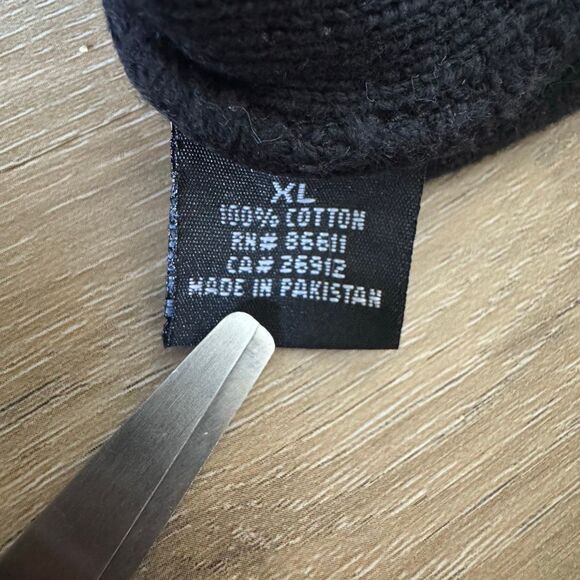 XL
100% COTTON
RN# 86611
CA# 26912
MADE IN PAKISTAN